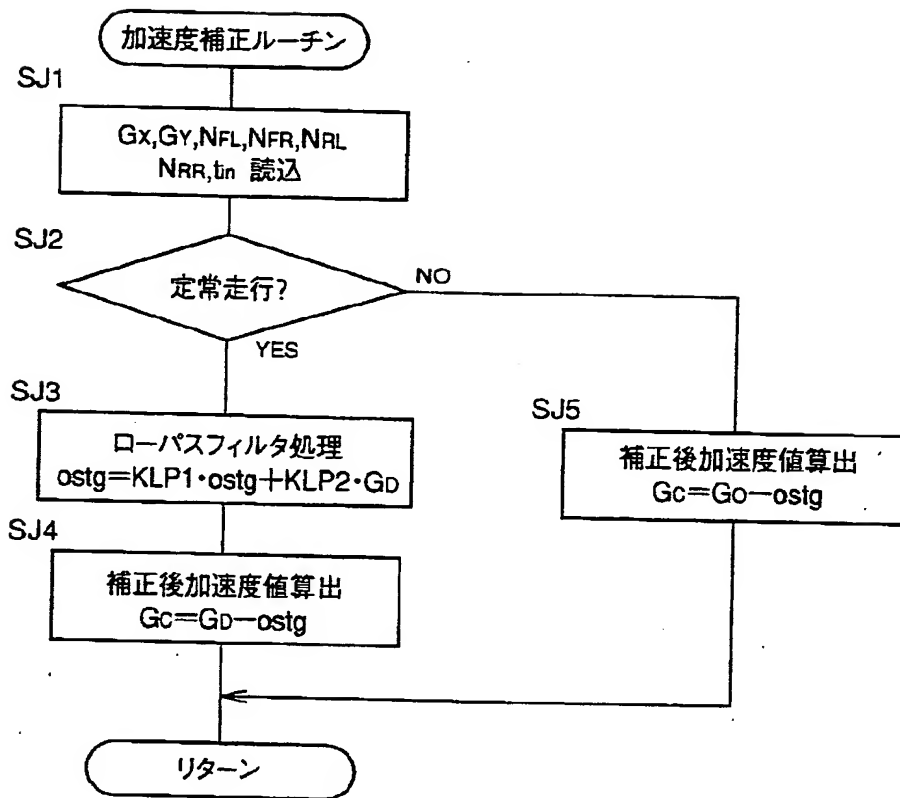 加速度補正ルーチン
SJ1
GX,GY,NFL,NFR,NRL
NRR,tin 読込
SJ2
定常走行?
NO
YES
SJ3
ローパスフィルタ処理
ostg=KLP1・ostg+KLP2・GD
SJ5
補正後加速度値算出
GC=GO−ostg
SJ4
補正後加速度値算出
GC=GD−ostg
リターン